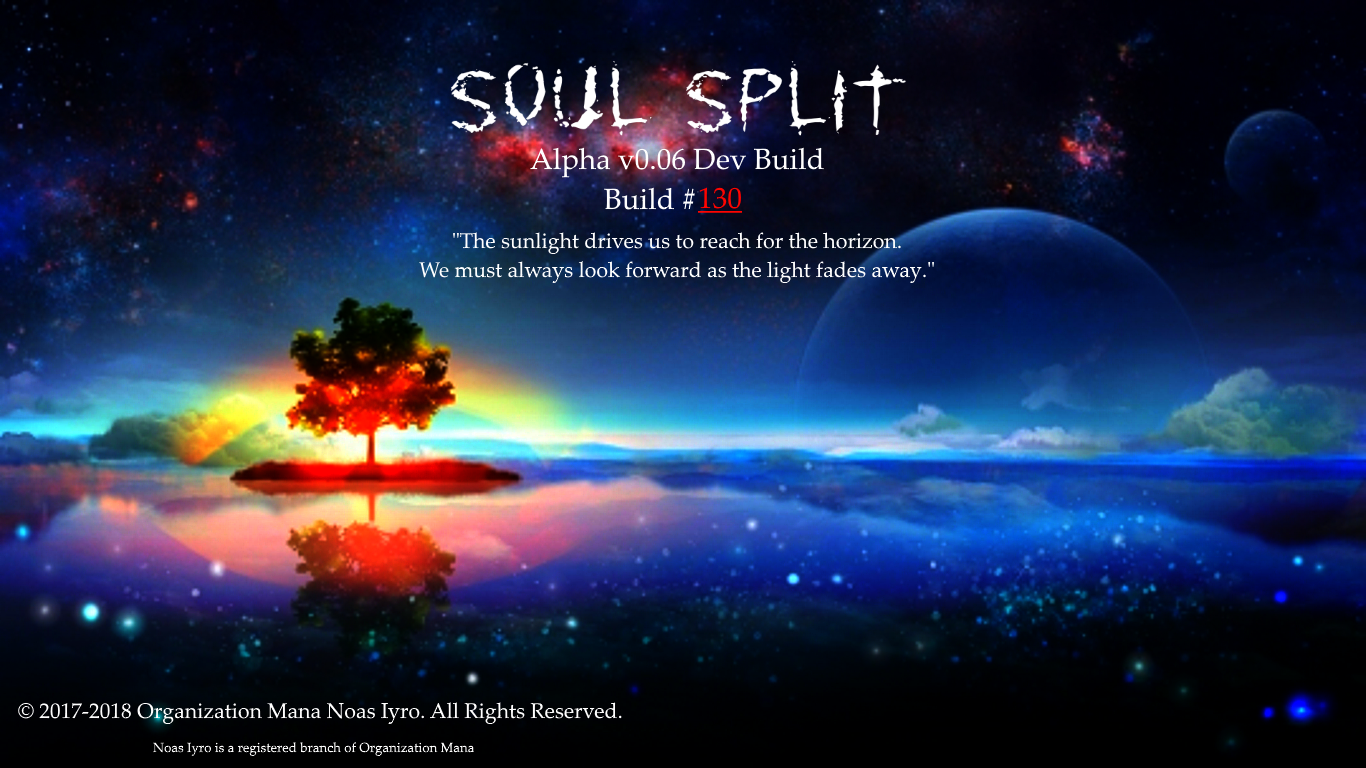 SOUL SPLIT
Alpha v0.06 Dev Build
Build #130
"The sunlight drives us to reach for the horizon.
We must always look forward as the light fades away."
© 2017-2018 Organization Mana Noas Iyro. All Rights Reserved.
Noas Iyro is a registered branch of Organization Mana